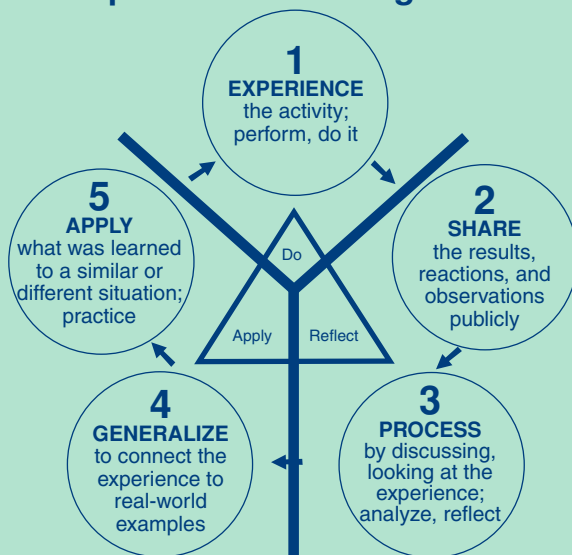 1
EXPERIENCE
the activity;
perform, do it
2
SHARE
the results,
reactions, and
observations
publicly
3
PROCESS
by discussing,
looking at the
experience;
analyze, reflect
4
GENERALIZE
to connect the
experience to
real-world
examples
5
APPLY
what was learned
to a similar or
different situation;
practice
Do
Apply
Reflect